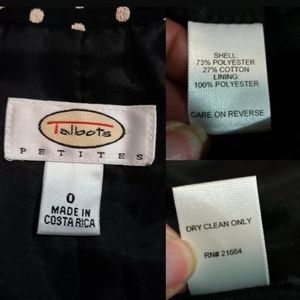 Talbots
PETITES
0
MADE IN
COSTA RICA
SHELL:
73% POLYESTER
27% COTTON
LINING:
100% POLYESTER
CARE ON REVERSE
DRY CLEAN ONLY
RN# 21664